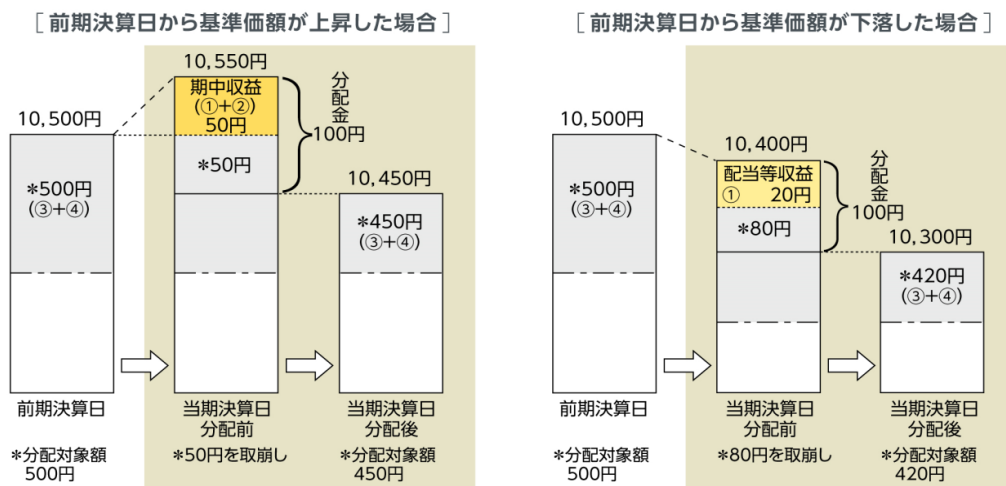 [前期決算日から基準価額が上昇した場合]
10,550円
期中収益
(①+②)
50円
分配金
100円
10,500円
*50円
10,450円
*500円
(③+④)
*450円
(③+④)
前期決算日
当期決算日
分配前
当期決算日
分配後
*分配対象額
500円
*50円を取崩し
*分配対象額
450円
[前期決算日から基準価額が下落した場合]
10,500円
10,400円
配当等収益
① 20円
分配金
100円
*500円
(③+④)
*80円
10,300円
*420円
(③+④)
前期決算日
当期決算日
分配前
当期決算日
分配後
*分配対象額
500円
*80円を取崩し
*分配対象額
420円